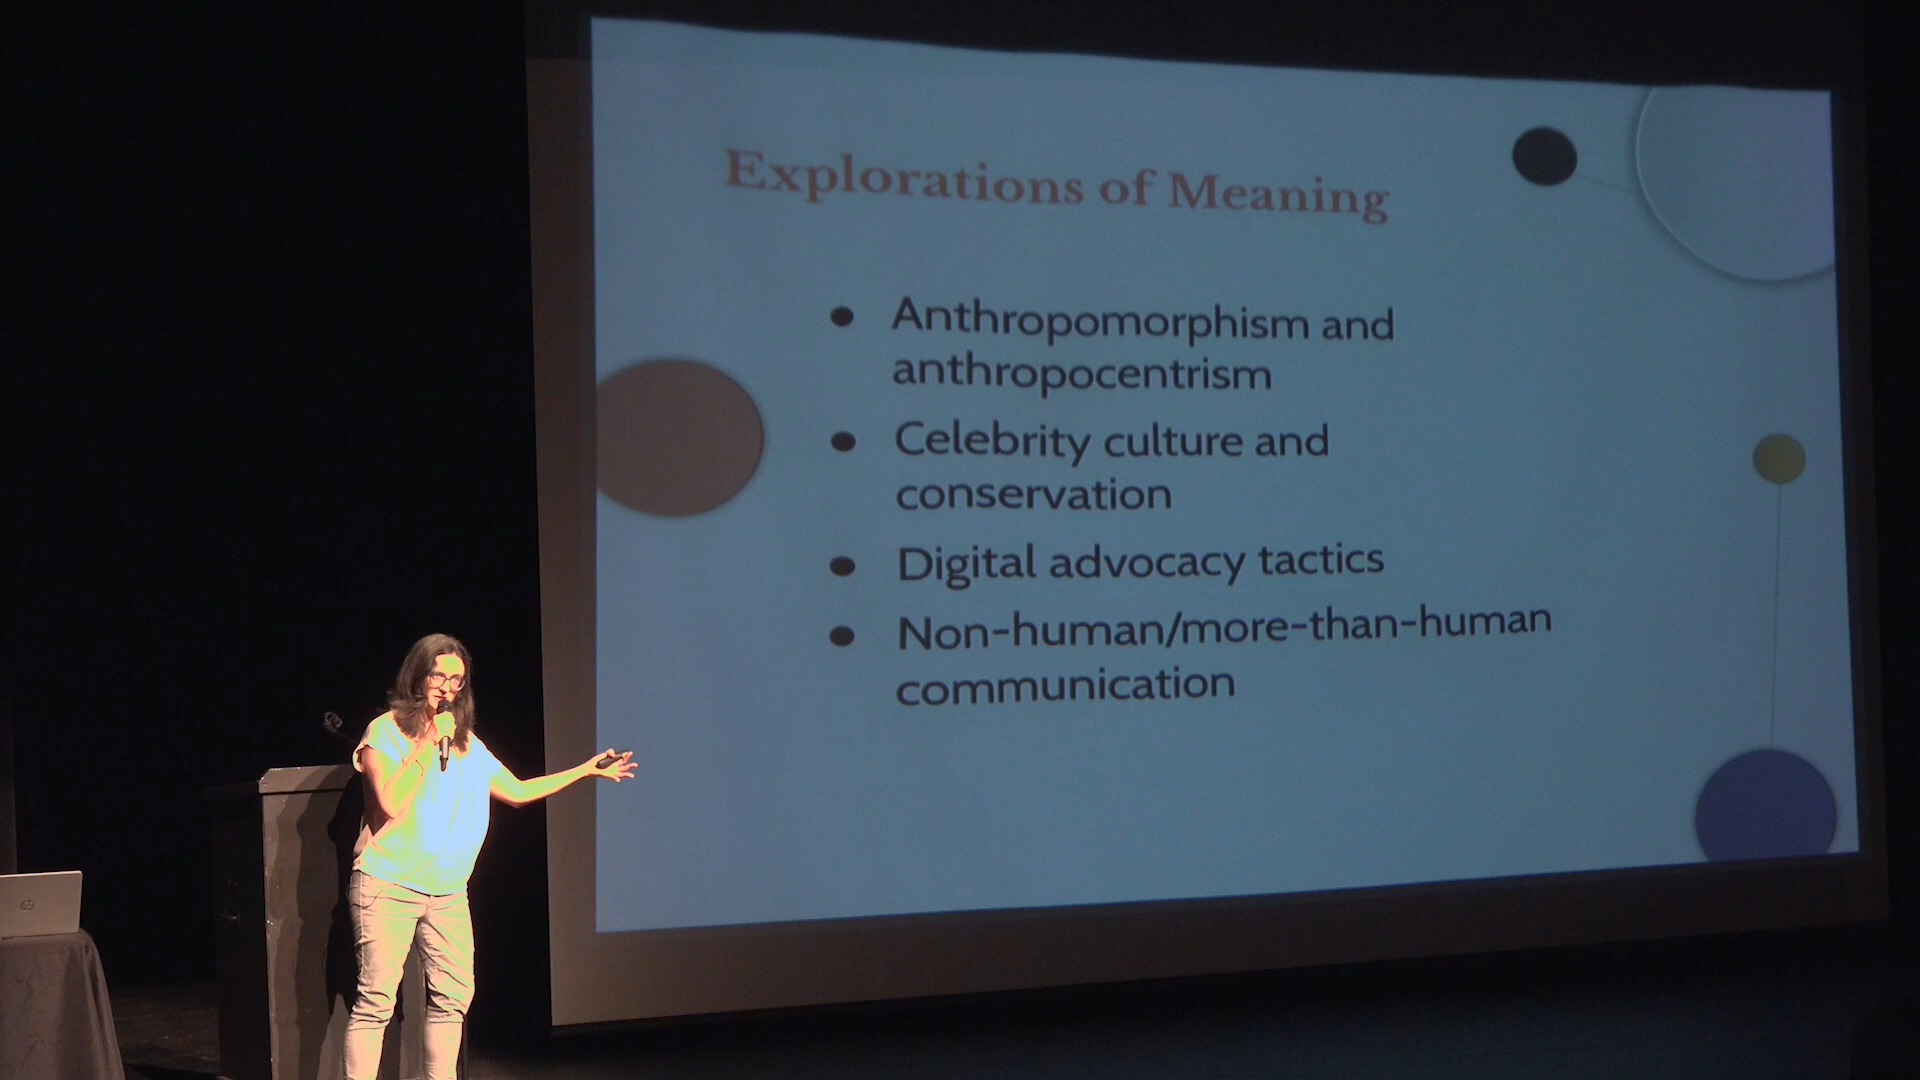 Explorations of Meaning
● Anthropomorphism and
anthropocentrism
● Celebrity culture and
conservation
● Digital advocacy tactics
● Non-human/more-than-human
communication